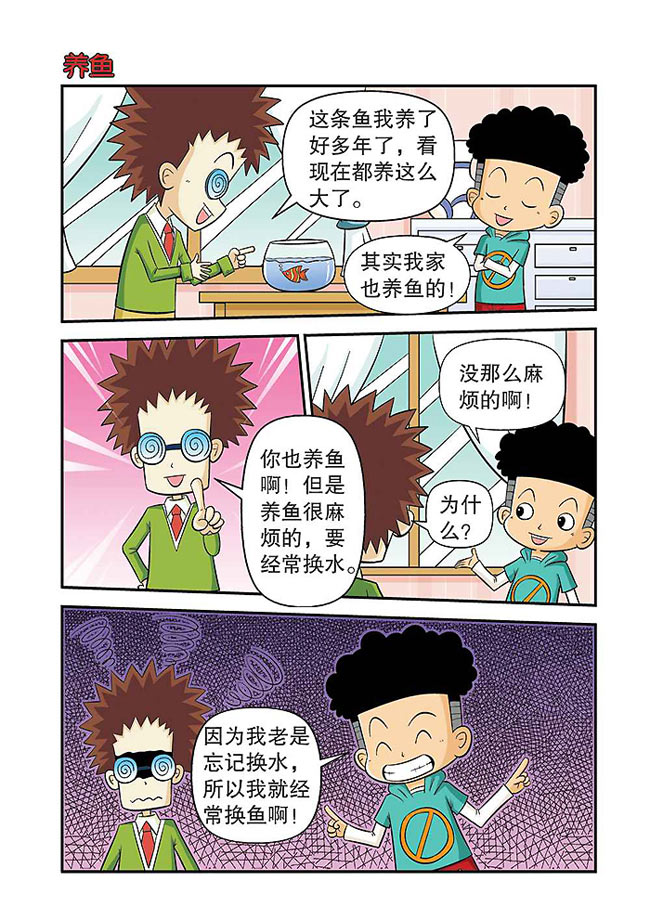 养鱼
这条鱼我养了
好多年了，看
现在都养这么
大了。
其实我家
也养鱼的！
你也养鱼
啊！但是
养鱼很麻
烦的，要
经常换水。
没那么麻
烦的啊！
为什
么？
因为我老是
忘记换水，
所以我就经
常换鱼啊！